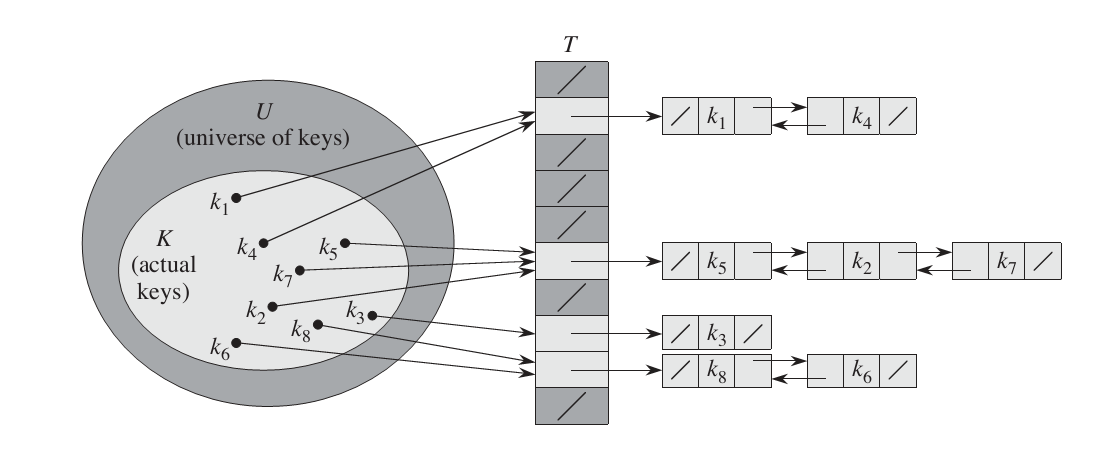 T
U
(universe of keys)
k1 k4
k1
K
(actual
keys)
k4 k5
k7
k5 k2 k7
k2 k8 k3
k6
k3
k8 k6